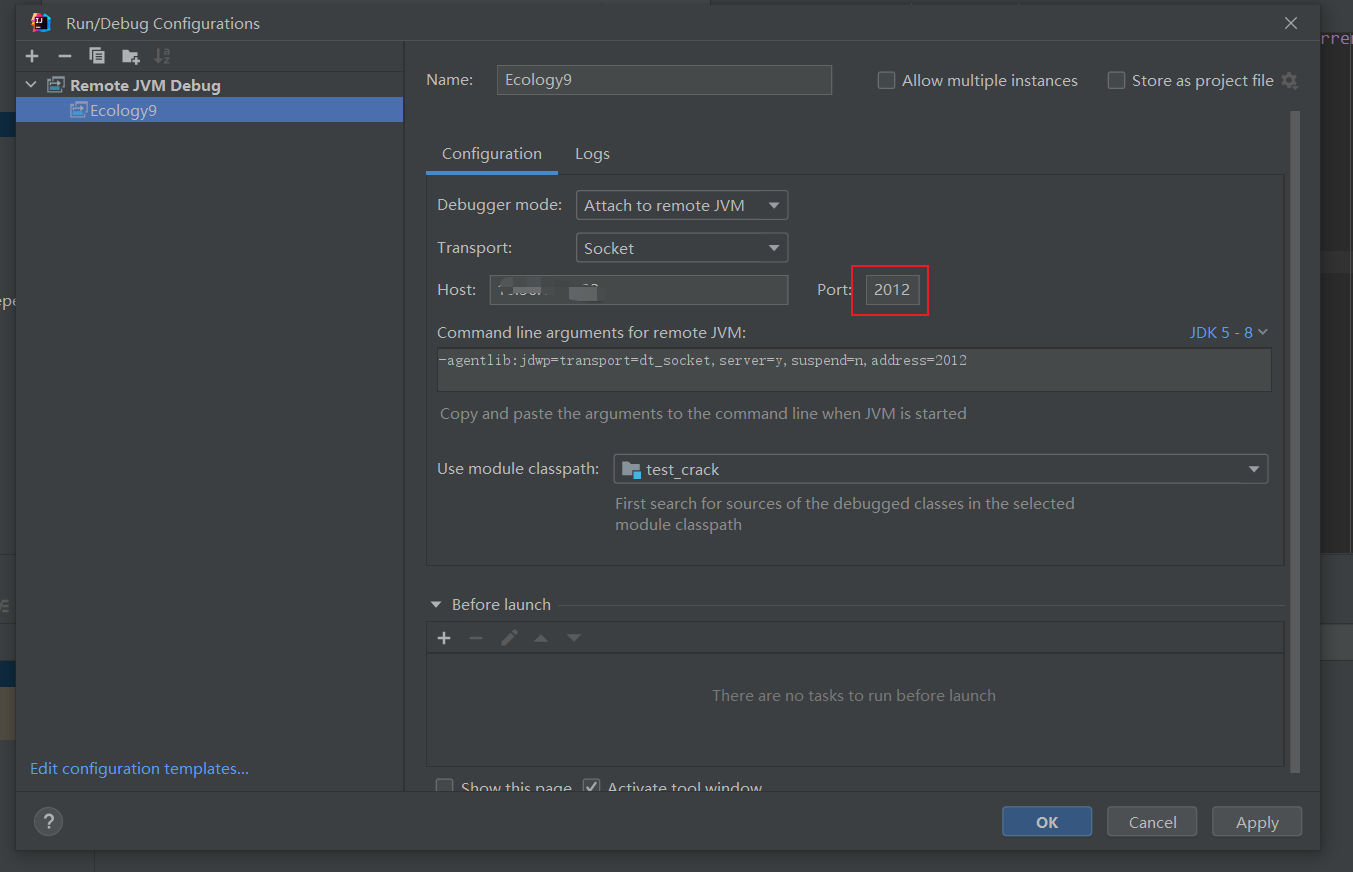 Run/Debug Configurations
Remote JVM Debug
Ecology9
Name: Ecology9
Allow multiple instances
Store as project file
Configuration Logs
Debugger mode: Attach to remote JVM
Transport: Socket
Host:
Port: 2012
Command line arguments for remote JVM: JDK 5 - 8
-agentlib:jdwp=transport=dt_socket,server=y,suspend=n,address=2012
Copy and paste the arguments to the command line when JVM is started
Use module classpath: test_crack
First search for sources of the debugged classes in the selected
module classpath
Before launch
There are no tasks to run before launch
Show this page Activate tool window
Edit configuration templates...
?
OK Cancel Apply